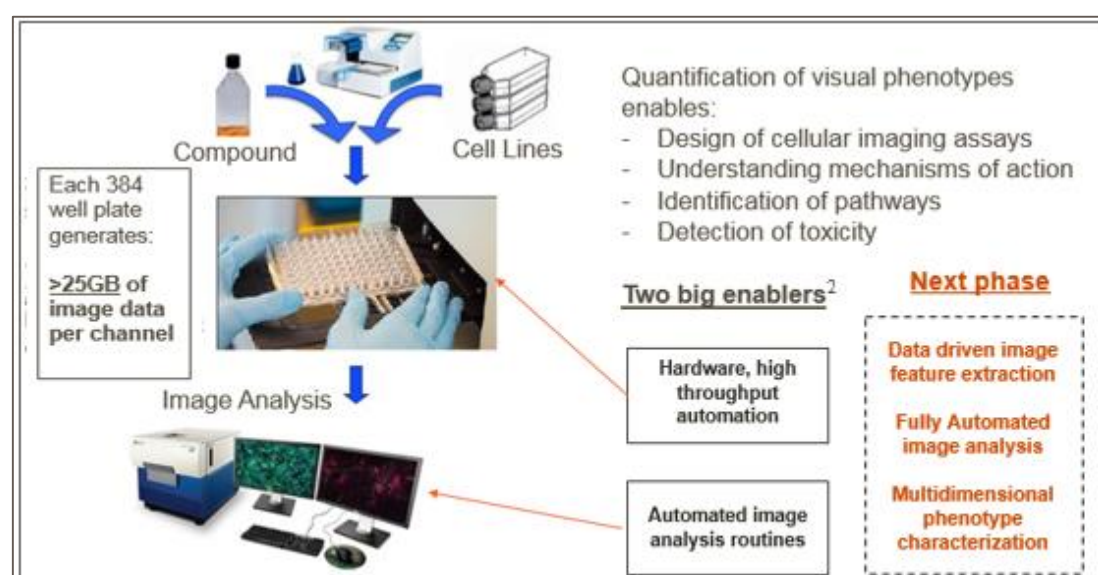 Compound
Cell Lines
Each 384
well plate
generates:
>25GB of
image data
per channel
Image Analysis
Quantification of visual phenotypes
enables:
- Design of cellular imaging assays
- Understanding mechanisms of action
- Identification of pathways
- Detection of toxicity
Two big enablers²
Hardware, high
throughput
automation
Automated image
analysis routines
Next phase
Data driven image
feature extraction
Fully Automated
image analysis
Multidimensional
phenotype
characterization